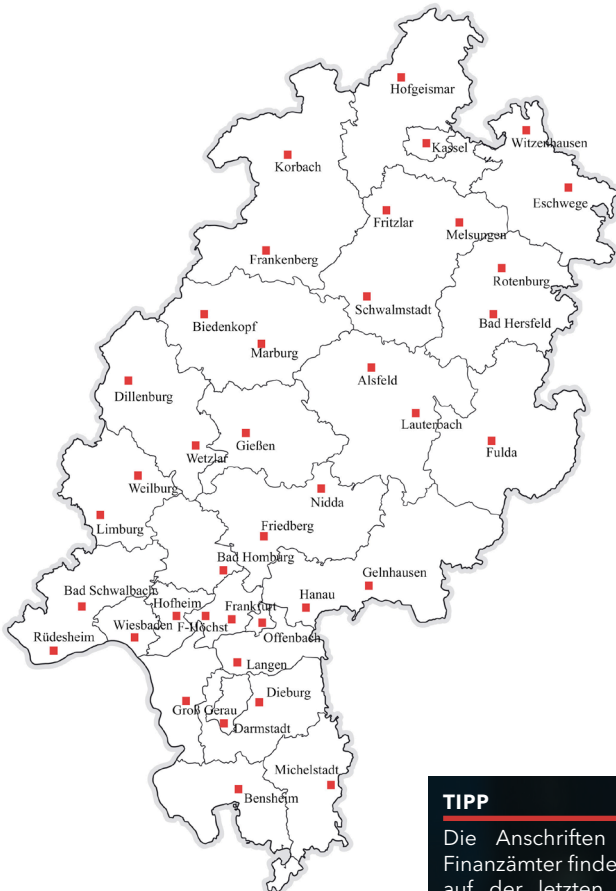 Hofgeismar
Kassel
Witzenhausen
Korbach
Eschwege
Fritzlar
Melsungen
Frankenberg
Rotenburg
Schwalmstadt
Biedenkopf
Bad Hersfeld
Marburg
Alsfeld
Dillenburg
Lauterbach
Gießen
Wetzlar
Fulda
Weilburg
Nidda
Limburg
Friedberg
Bad Homburg
Gelnhausen
Bad Schwalbach
Hofheim
Frankfurt
Hanau
Wiesbaden
F-Höchst
Rüdesheim
Offenbach
Langen
Dieburg
Groß Gerau
Darmstadt
Michelstadt
Bensheim
TIPP
Die Anschriften
Finanzämter finde
auf der letzten